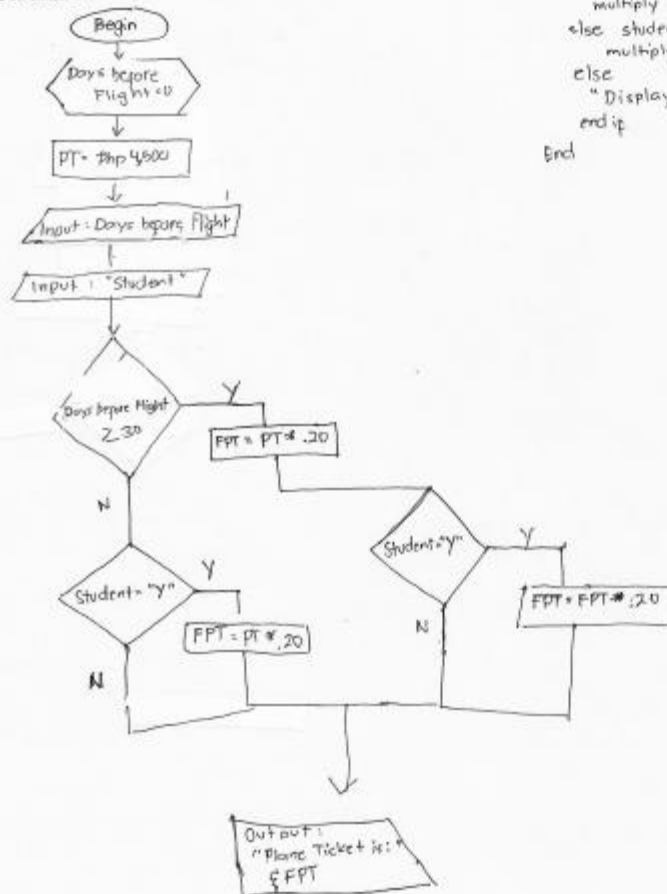 Begin
Days before
Flight = 0
PT = Php 4,500
Input: Days before Flight
Input : "Student"
Days before Flight
≥30
Y
FPT = PT * .20
N
Student = "Y"
Y
FPT = PT * .20
N
Student = "Y"
Y
FPT = FPT * .20
N
Output:
"Plane Ticket is:"
& FPT
multiply
else studen
multipl
else
"Display
end if
End